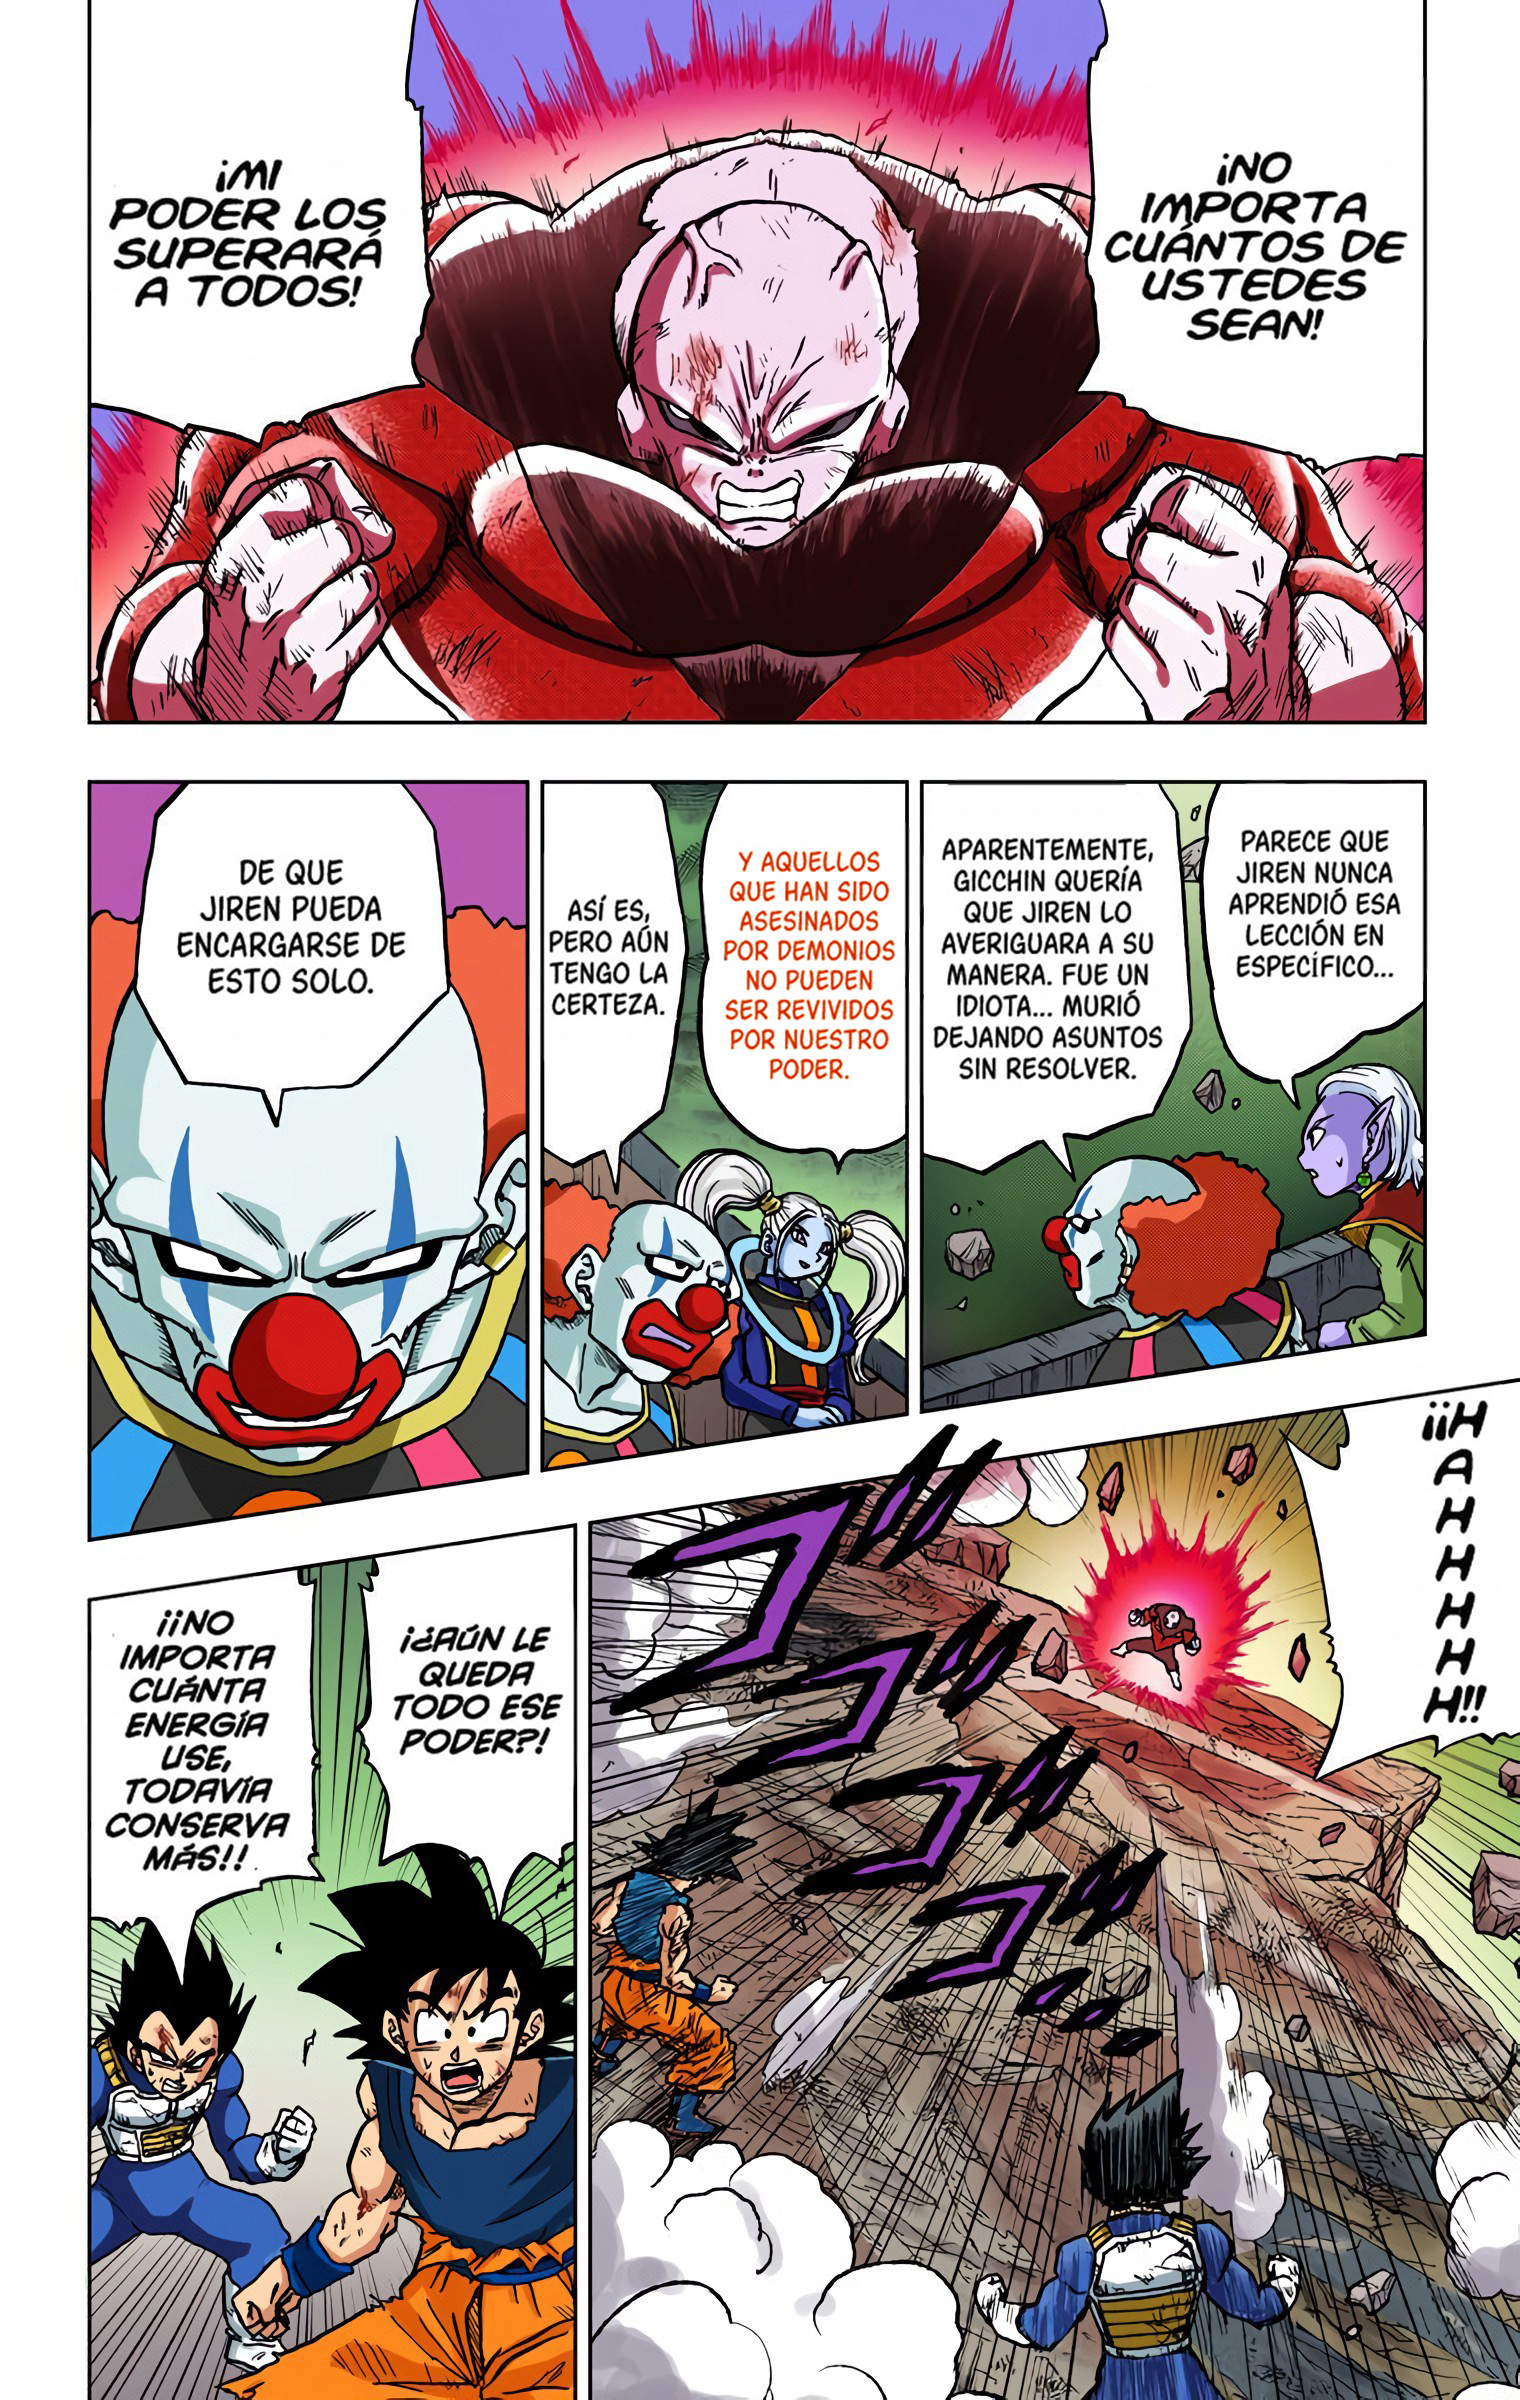 ¡NO
IMPORTA
CUÁNTOS DE
USTEDES
SEAN!
¡MI
PODER LOS
SUPERARÁ
A TODOS!
PARECE QUE
JIREN NUNCA
APRENDIÓ ESA
LECCIÓN EN
ESPECÍFICO...
APARENTEMENTE,
GICCHIN QUERÍA
QUE JIREN LO
AVERIGUARA A SU
MANERA. FUE UN
IDIOTA... MURIÓ
DEJANDO ASUNTOS
SIN RESOLVER.
Y AQUELLOS
QUE HAN SIDO
ASESINADOS
POR DEMONIOS
NO PUEDEN
SER REVIVIDOS
POR NUESTRO
PODER.
ASÍ ES,
PERO AÚN
TENGO LA
CERTEZA.
DE QUE
JIREN PUEDA
ENCARGARSE DE
ESTO SOLO.
¡¡HAHHHHH!!
ゴゴゴゴ
¡¿AÚN LE
QUEDA
TODO ESE
PODER?!
¡¡NO
IMPORTA
CUÁNTA
ENERGÍA
USE,
TODAVÍA
CONSERVA
MÁS!!